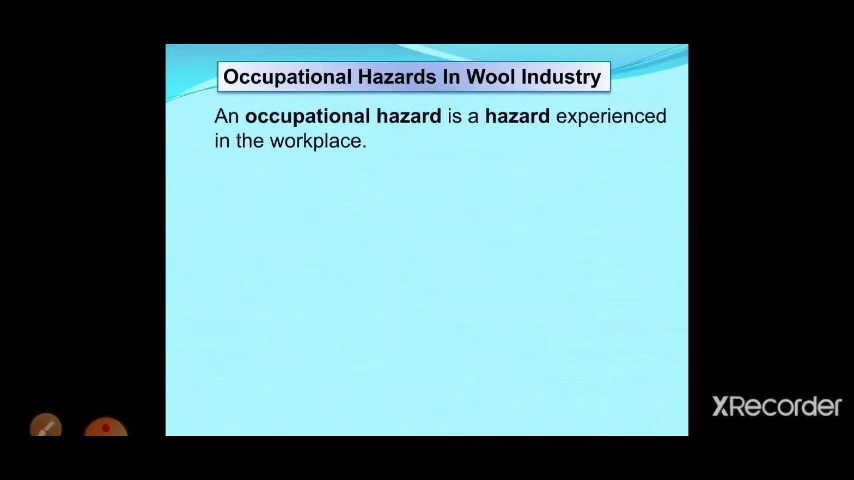 Occupational Hazards In Wool Industry
An occupational hazard is a hazard experienced
in the workplace.
XRecorder